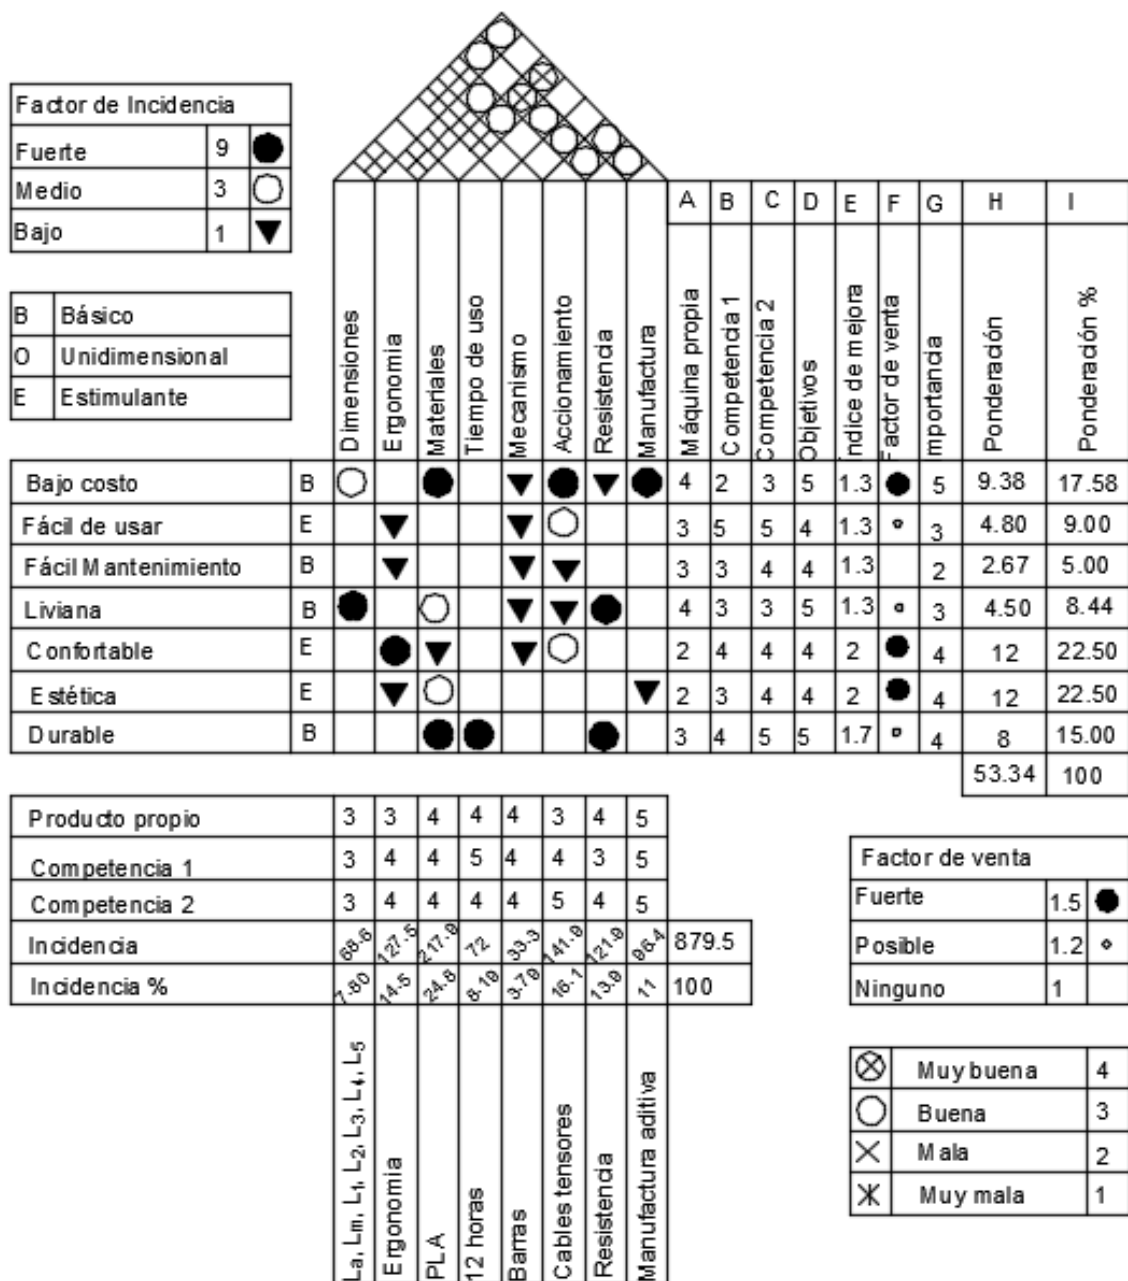 Factor de Incidencia
Fuerte 9
Medio 3
Bajo 1
B Básico
O Unidimensional
E Estimulante
A B C D E F G H I
Dimensiones
Ergonomia
Materiales
Tiempo de uso
Mecanismo
Accionamiento
Resistencia
Manufactura
Máquina propia
Competencia 1
Competencia 2
Objetivos
Índice de mejora
Factor de venta
Importancia
Ponderación
Ponderación %
Bajo costo B 4 2 3 5 1.3 5 9.38 17.58
Fácil de usar E 3 5 5 4 1.3 3 4.80 9.00
Fácil Mantenimiento B 3 3 4 4 1.3 2 2.67 5.00
Liviana B 4 3 3 5 1.3 3 4.50 8.44
Confortable E 2 4 4 4 2 4 12 22.50
Estética E 2 3 4 4 2 4 12 22.50
Durable B 3 4 5 5 1.7 4 8 15.00
53.34 100
Producto propio 3 3 4 4 4 3 4 5
Competencia 1 3 4 4 5 4 4 3 5
Competencia 2 3 4 4 4 4 5 4 5
Incidencia 68.6 127.5 217.9 72 33.3 141.9 121.9 96.4 879.5
Incidencia % 7.80 14.5 24.8 8.19 3.79 16.1 13.9 11 100
La, Lm, L1, L2, L3, L4, L5
Ergonomia
PLA
12 horas
Barras
Cables tensores
Resistencia
Manufactura aditiva
Factor de venta
Fuerte 1.5
Posible 1.2
Ninguno 1
Muy buena 4
Buena 3
Mala 2
Muy mala 1